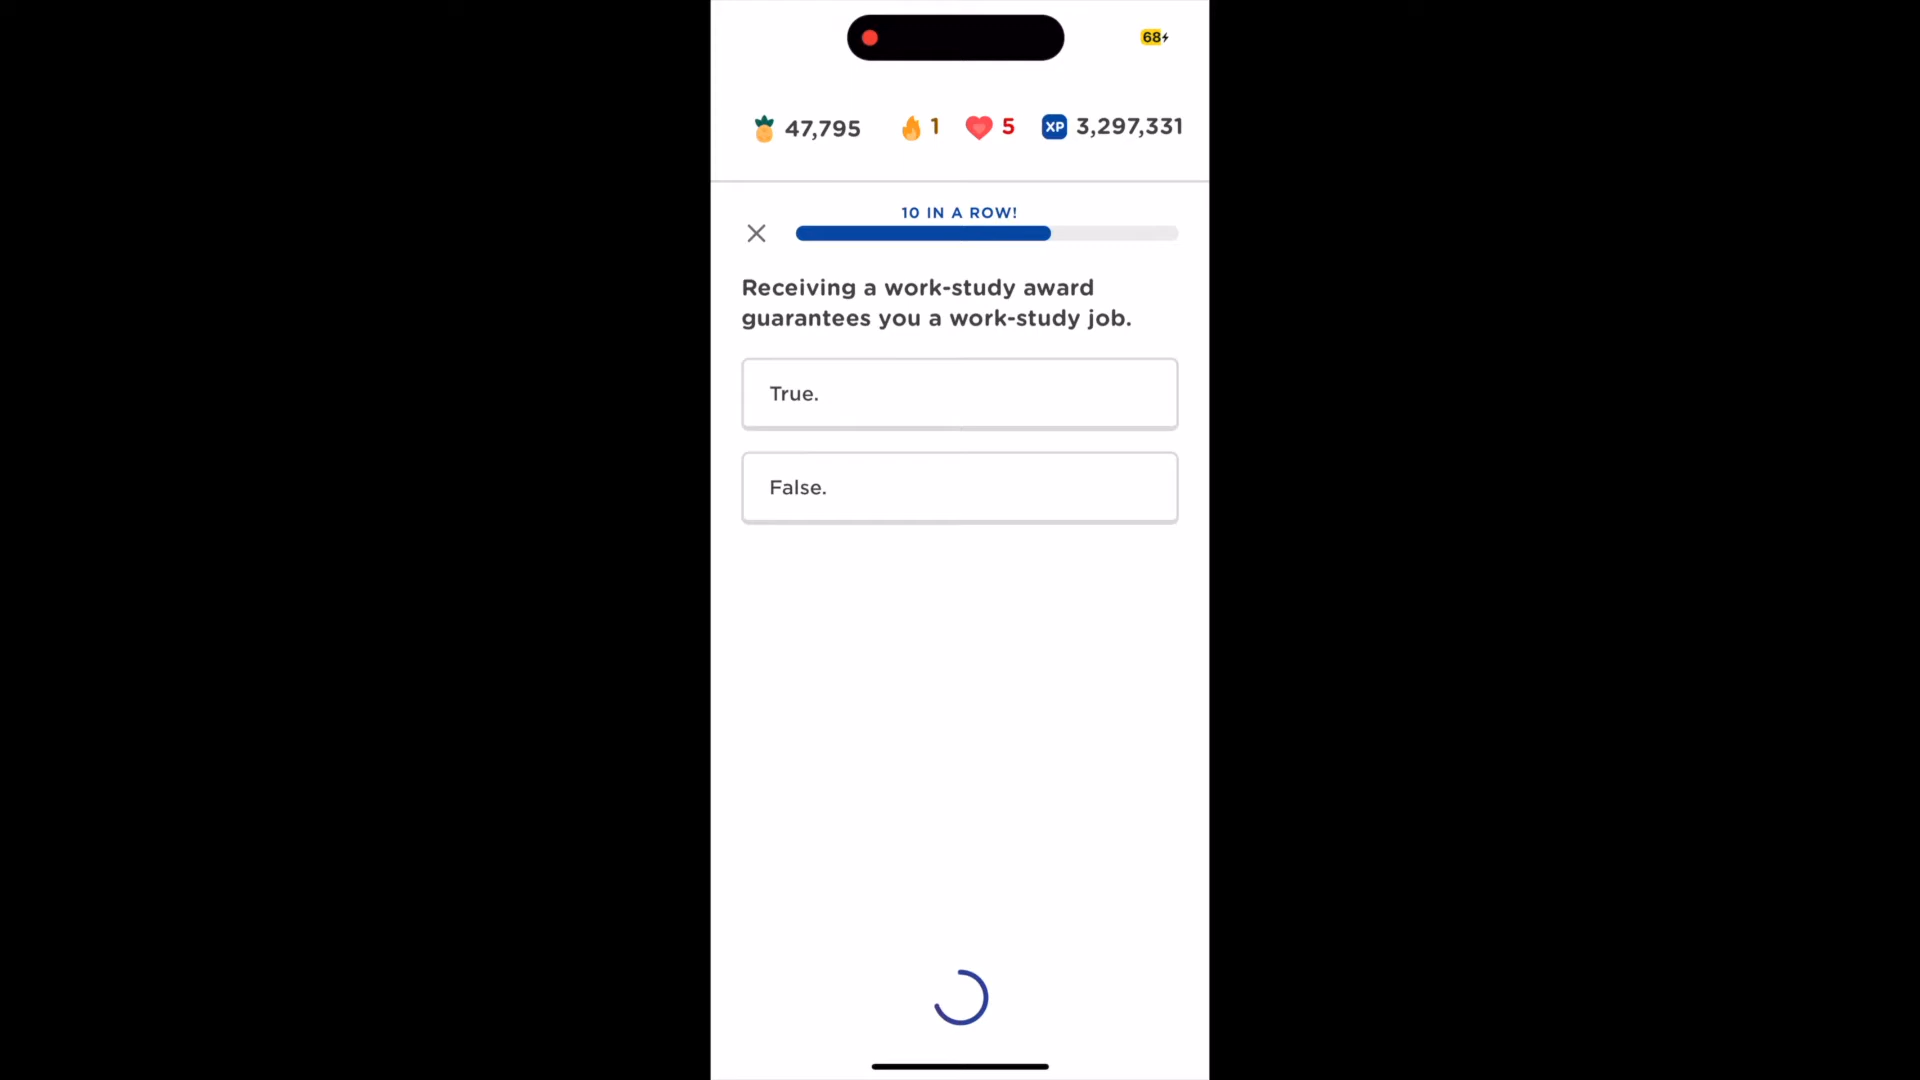 68
47,795 1 5 XP 3,297,331
10 IN A ROW!
Receiving a work-study award
guarantees you a work-study job.
True.
False.